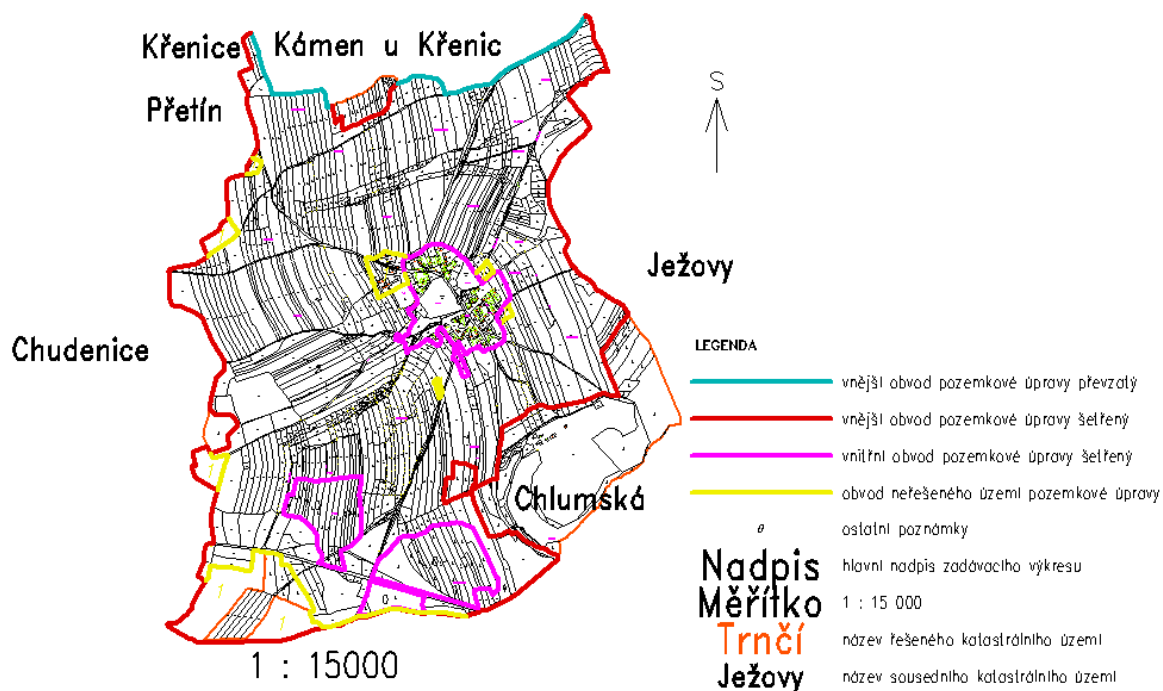 Křenice
Kámen u Křenic
Přetín
S
Ježovy
Chudenice
Chlumská
1 : 15000
LEGENDA
vnější obvod pozemkové úpravy převzatý
vnější obvod pozemkové úpravy šetřený
vnitřní obvod pozemkové úpravy šetřený
obvod neřešeného území pozemkové úpravy
θ ostatní poznámky
Nadpis hlavní nadpis zadávacího výkresu
Měřítko 1 : 15 000
Trnčí název řešeného katastrálního území
Ježovy název sousedního katastrálního území